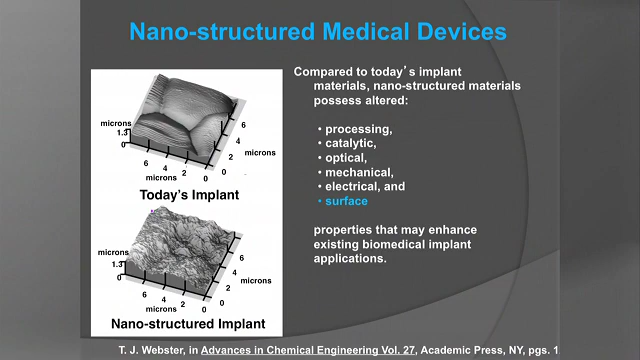 Nano-structured Medical Devices
Compared to today's implant
materials, nano-structured materials
possess altered:
• processing,
• catalytic,
• optical,
• mechanical,
• electrical, and
• surface
properties that may enhance
existing biomedical implant
applications.
microns
1.3
0
6
4
2
0
microns
0
2
4
6
microns
Today's Implant
microns
1.3
0
6
4
2
0
microns
0
2
4
6
microns
Nano-structured Implant
T. J. Webster, in Advances in Chemical Engineering Vol. 27, Academic Press, NY, pgs. 1